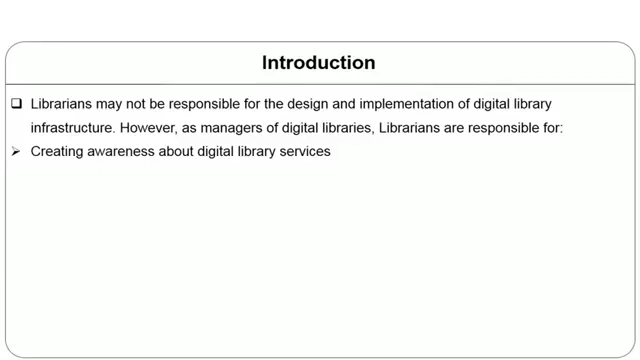 Introduction
Librarians may not be responsible for the design and implementation of digital library
infrastructure. However, as managers of digital libraries, Librarians are responsible for:
Creating awareness about digital library services